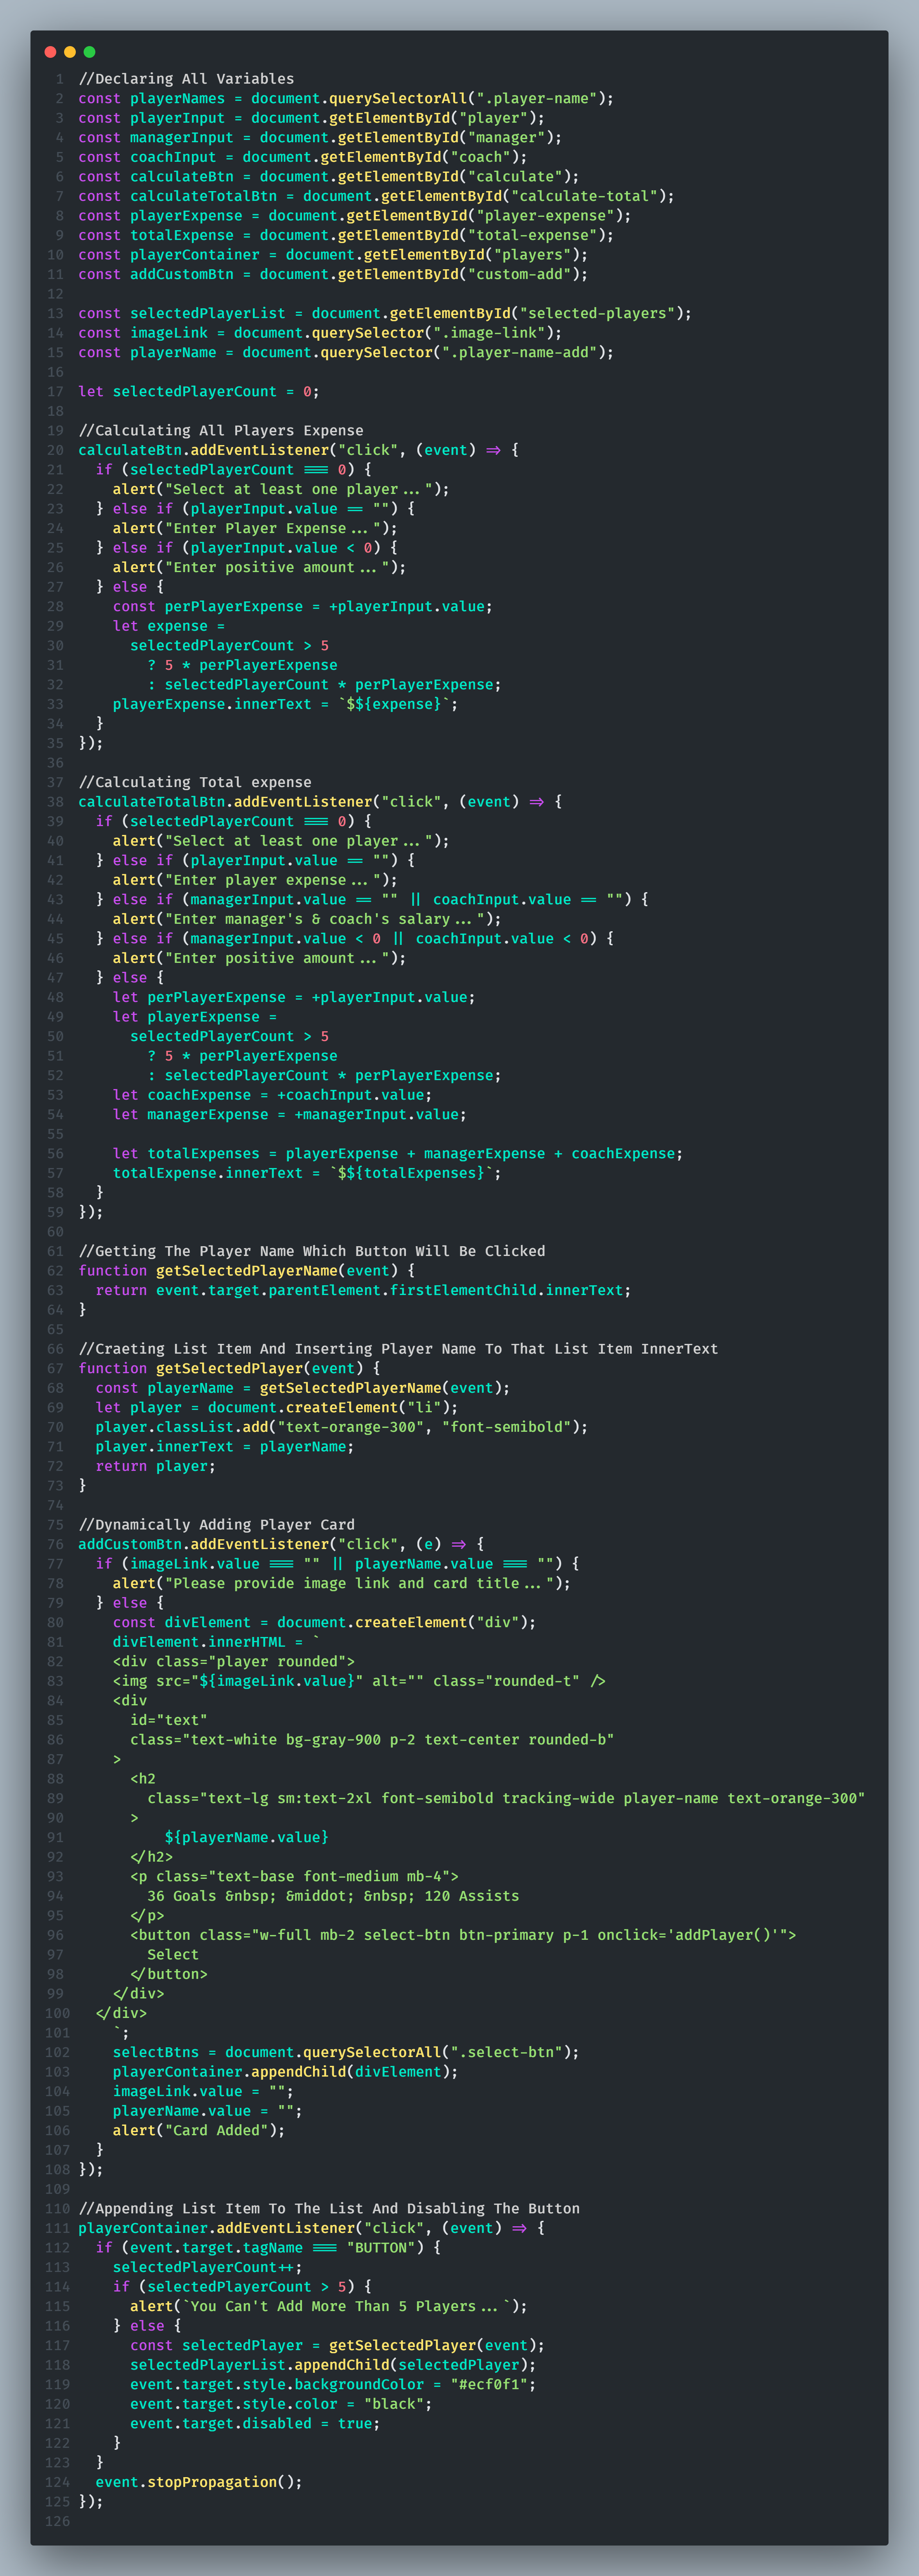 1 //Declaring All Variables
2 const playerNames = document.querySelectorAll(".player-name");
3 const playerInput = document.getElementById("player");
4 const managerInput = document.getElementById("manager");
5 const coachInput = document.getElementById("coach");
6 const calculateBtn = document.getElementById("calculate");
7 const calculateTotalBtn = document.getElementById("calculate-total");
8 const playerExpense = document.getElementById("player-expense");
9 const totalExpense = document.getElementById("total-expense");
10 const playerContainer = document.getElementById("players");
11 const addCustomBtn = document.getElementById("custom-add");
12
13 const selectedPlayerList = document.getElementById("selected-players");
14 const imageLink = document.querySelector(".image-link");
15 const playerName = document.querySelector(".player-name-add");
16
17 let selectedPlayerCount = 0;
18
19 //Calculating All Players Expense
20 calculateBtn.addEventListener("click", (event) => {
21   if (selectedPlayerCount === 0) {
22     alert("Select at least one player...");
23   } else if (playerInput.value == "") {
24     alert("Enter Player Expense...");
25   } else if (playerInput.value < 0) {
26     alert("Enter positive amount...");
27   } else {
28     const perPlayerExpense = +playerInput.value;
29     let expense =
30       selectedPlayerCount > 5
31         ? 5 * perPlayerExpense
32         : selectedPlayerCount * perPlayerExpense;
33     playerExpense.innerText = `$${expense}`;
34   }
35 });
36
37 //Calculating Total expense
38 calculateTotalBtn.addEventListener("click", (event) => {
39   if (selectedPlayerCount === 0) {
40     alert("Select at least one player...");
41   } else if (playerInput.value == "") {
42     alert("Enter player expense...");
43   } else if (managerInput.value == "" || coachInput.value == "") {
44     alert("Enter manager's & coach's salary...");
45   } else if (managerInput.value < 0 || coachInput.value < 0) {
46     alert("Enter positive amount...");
47   } else {
48     let perPlayerExpense = +playerInput.value;
49     let playerExpense =
50       selectedPlayerCount > 5
51         ? 5 * perPlayerExpense
52         : selectedPlayerCount * perPlayerExpense;
53     let coachExpense = +coachInput.value;
54     let managerExpense = +managerInput.value;
55
56     let totalExpenses = playerExpense + managerExpense + coachExpense;
57     totalExpense.innerText = `$${totalExpenses}`;
58   }
59 });
60
61 //Getting The Player Name Which Button Will Be Clicked
62 function getSelectedPlayerName(event) {
63   return event.target.parentElement.firstElementChild.innerText;
64 }
65
66 //Craeting List Item And Inserting Player Name To That List Item InnerText
67 function getSelectedPlayer(event) {
68   const playerName = getSelectedPlayerName(event);
69   let player = document.createElement("li");
70   player.classList.add("text-orange-300", "font-semibold");
71   player.innerText = playerName;
72   return player;
73 }
74
75 //Dynamically Adding Player Card
76 addCustomBtn.addEventListener("click", (e) => {
77   if (imageLink.value === "" || playerName.value === "") {
78     alert("Please provide image link and card title...");
79   } else {
80     const divElement = document.createElement("div");
81     divElement.innerHTML = `
82     <div class="player rounded">
83     <img src="${imageLink.value}" alt="" class="rounded-t" />
84     <div
85       id="text"
86       class="text-white bg-gray-900 p-2 text-center rounded-b"
87     >
88       <h2
89         class="text-lg sm:text-2xl font-semibold tracking-wide player-name text-orange-300"
90       >
91           ${playerName.value}
92       </h2>
93       <p class="text-base font-medium mb-4">
94         36 Goals &nbsp; &middot; &nbsp; 120 Assists
95       </p>
96       <button class="w-full mb-2 select-btn btn-primary p-1 onclick='addPlayer()'">
97         Select
98       </button>
99     </div>
100   </div>
101     `;
102     selectBtns = document.querySelectorAll(".select-btn");
103     playerContainer.appendChild(divElement);
104     imageLink.value = "";
105     playerName.value = "";
106     alert("Card Added");
107   }
108 });
109
110 //Appending List Item To The List And Disabling The Button
111 playerContainer.addEventListener("click", (event) => {
112   if (event.target.tagName === "BUTTON") {
113     selectedPlayerCount++;
114     if (selectedPlayerCount > 5) {
115       alert(`You Can't Add More Than 5 Players...`);
116     } else {
117       const selectedPlayer = getSelectedPlayer(event);
118       selectedPlayerList.appendChild(selectedPlayer);
119       event.target.style.backgroundColor = "#ecf0f1";
120       event.target.style.color = "black";
121       event.target.disabled = true;
122     }
123   }
124   event.stopPropagation();
125 });
126